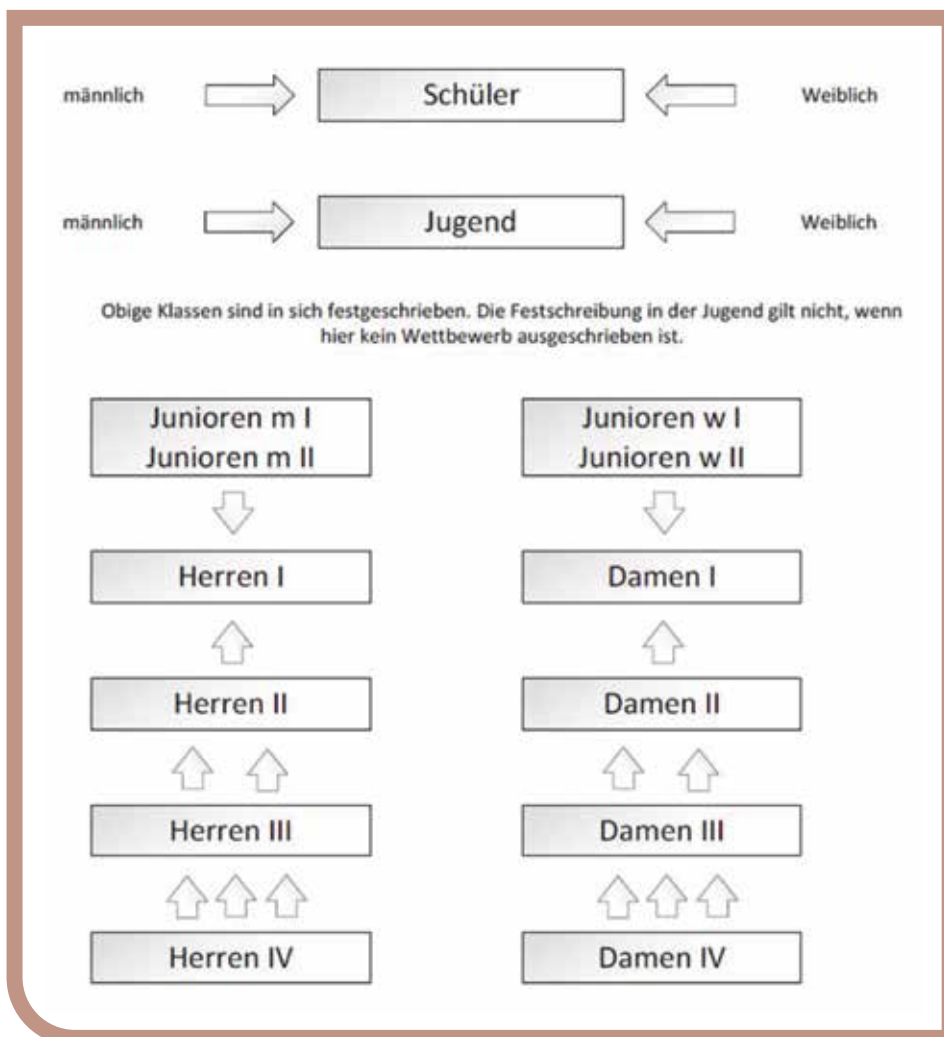 männlich Schüler Weiblich
männlich Jugend Weiblich
Obige Klassen sind in sich festgeschrieben. Die Festschreibung in der Jugend gilt nicht, wenn
hier kein Wettbewerb ausgeschrieben ist.
Junioren m I
Junioren m II
Junioren w I
Junioren w II
Herren I Damen I
Herren II Damen II
Herren III Damen III
Herren IV Damen IV